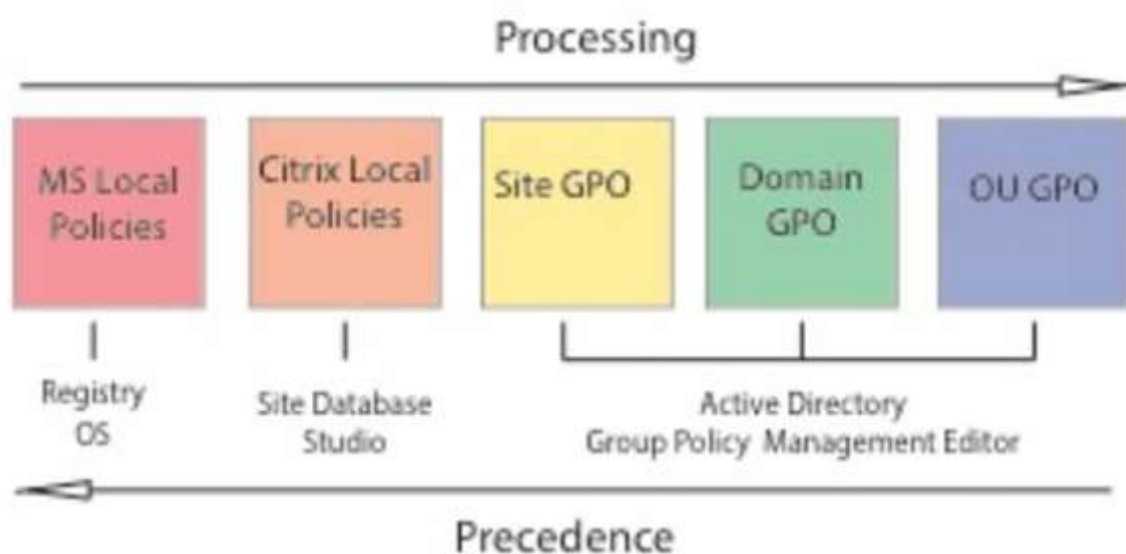 Processing
MS Local
Policies
Citrix Local
Policies
Site GPO
Domain
GPO
OU GPO
Registry
OS
Site Database
Studio
Active Directory
Group Policy Management Editor
Precedence